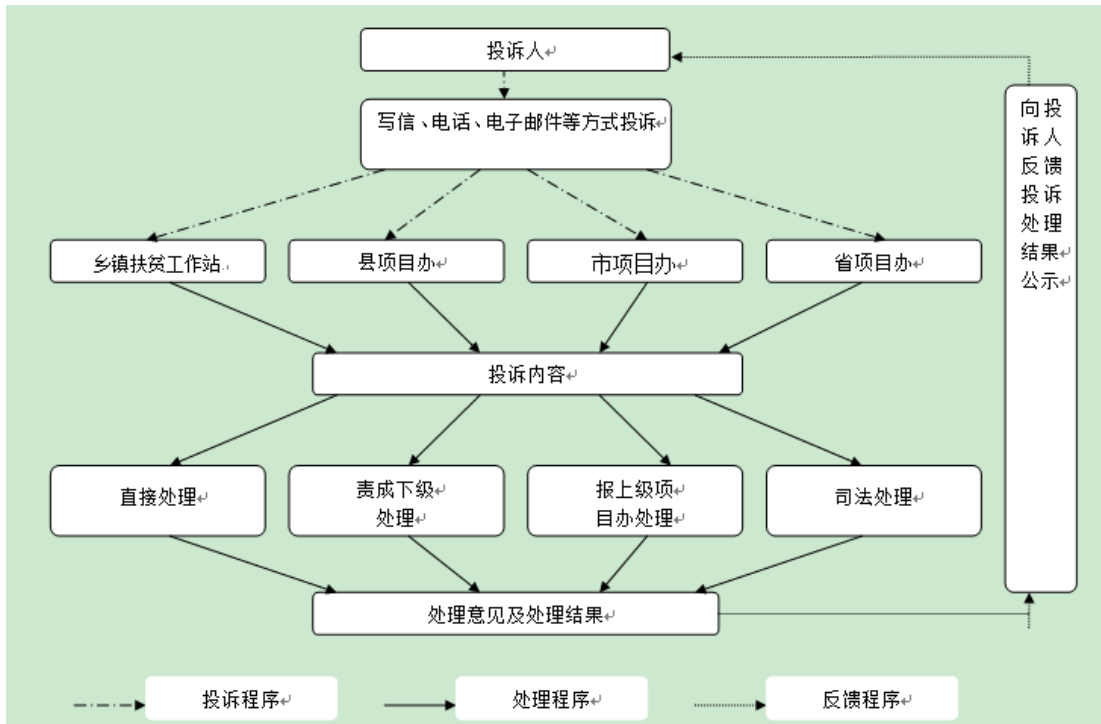 投诉人
写信、电话、电子邮件等方式投诉
乡镇扶贫工作站
县项目办
市项目办
省项目办
投诉内容
直接处理
责成下级
处理
报上级项
目办处理
司法处理
处理意见及处理结果
向投
诉人
反馈
投诉
处理
结果
公示
投诉程序
处理程序
反馈程序